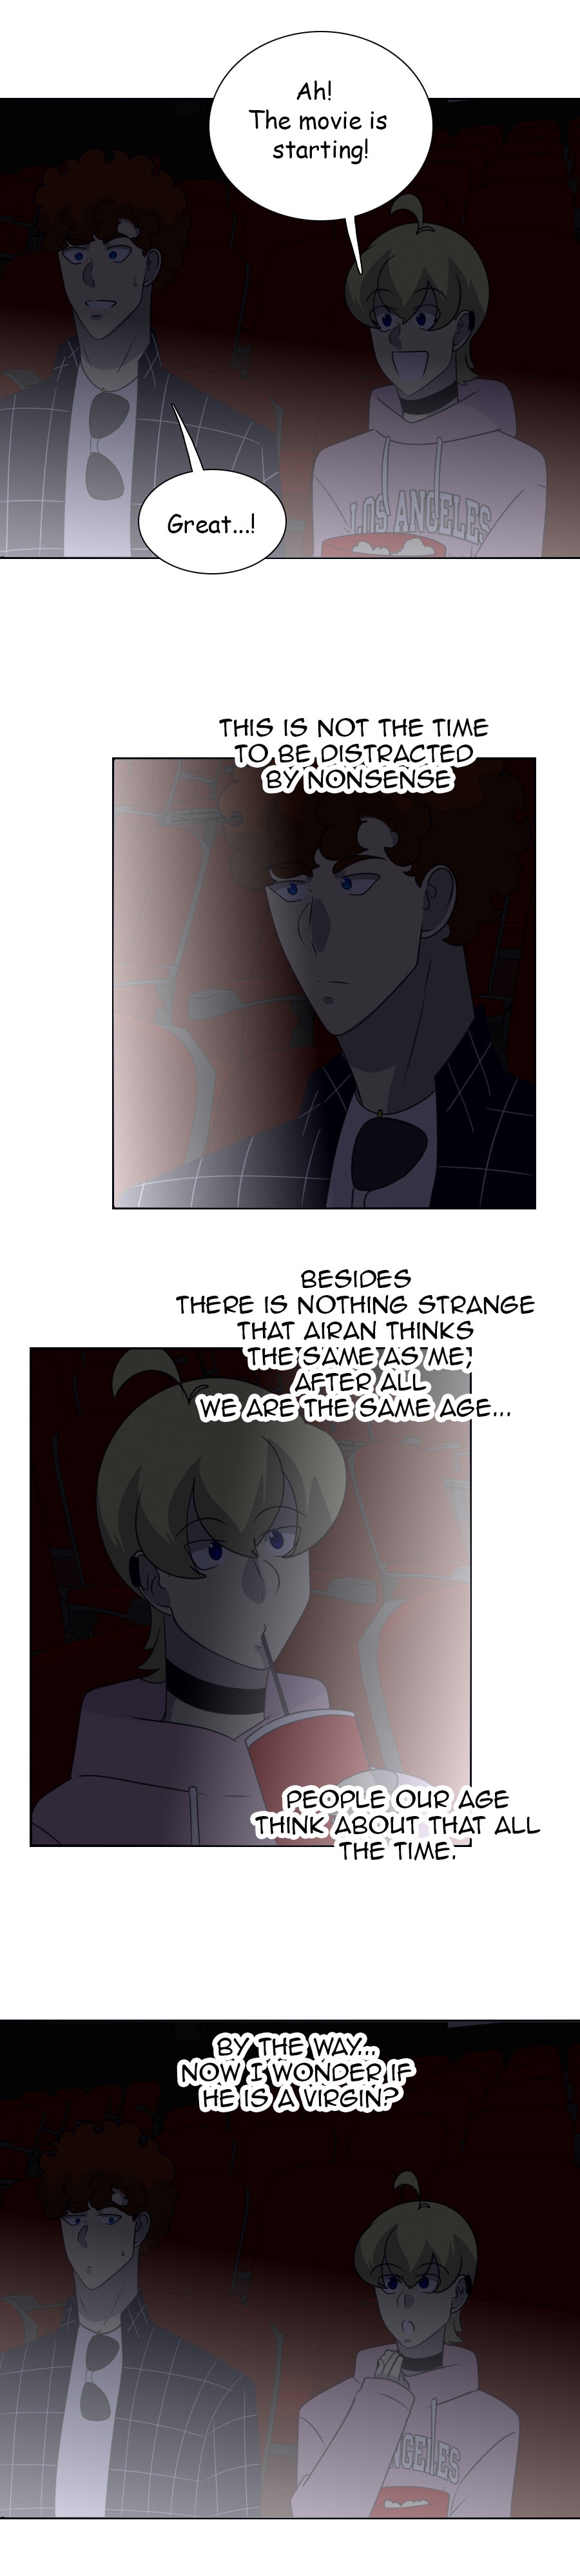 Ah!
The movie is
starting!
LOS ANGELES
Great...!
THIS IS NOT THE TIME
TO BE DISTRACTED
BY NONSENSE
BESIDES
THERE IS NOTHING STRANGE
THAT AIRAN THINKS
THE SAME AS ME,
AFTER ALL
WE ARE THE SAME AGE...
PEOPLE OUR AGE
THINK ABOUT THAT ALL
THE TIME.
BY THE WAY...
NOW I WONDER IF
HE IS A VIRGIN?
NGELES